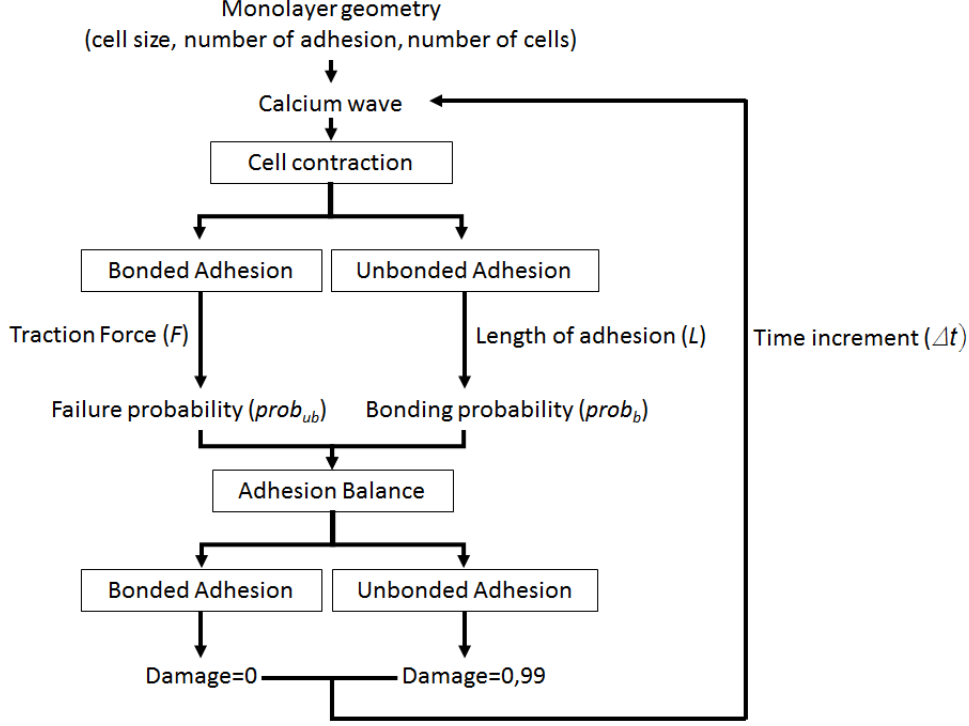 Monolayer geometry
(cell size, number of adhesion, number of cells)
Calcium wave
Cell contraction
Bonded Adhesion
Unbonded Adhesion
Traction Force (F)
Length of adhesion (L)
Time increment (Δt)
Failure probability (prob_ub)
Bonding probability (prob_b)
Adhesion Balance
Bonded Adhesion
Unbonded Adhesion
Damage=0
Damage=0,99